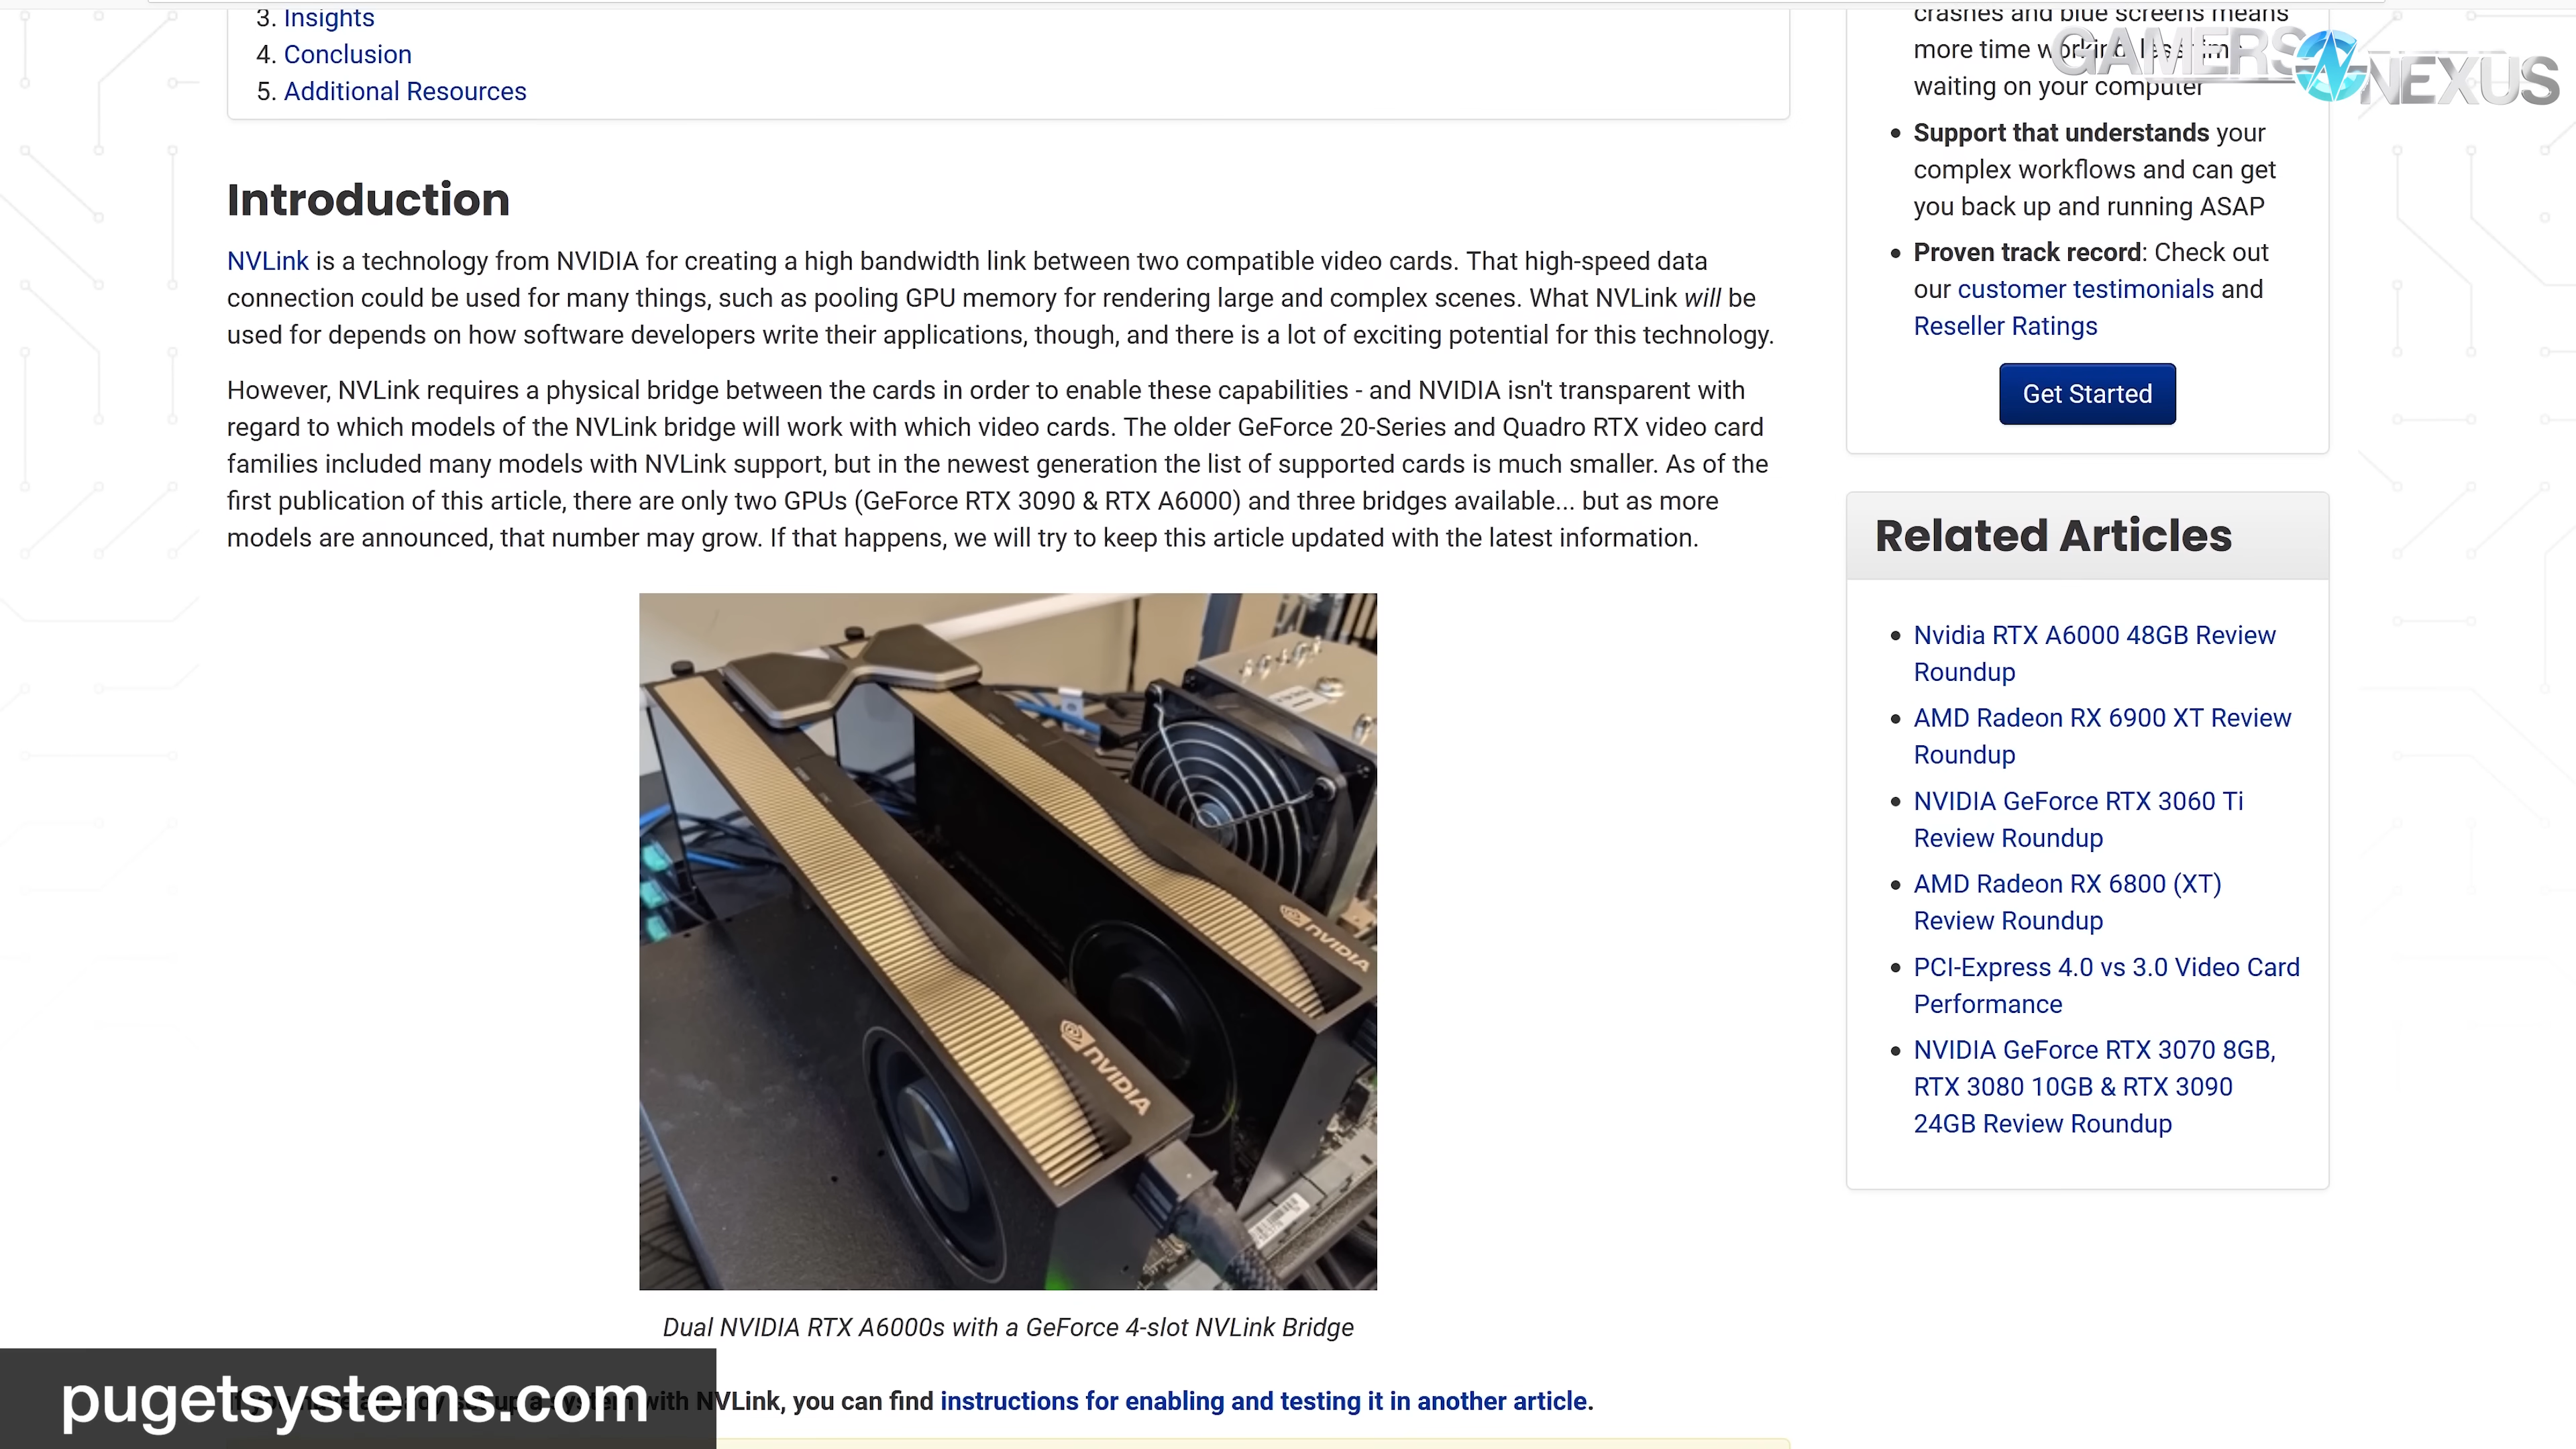 3. Insights
4. Conclusion
5. Additional Resources
Introduction
NVLink is a technology from NVIDIA for creating a high bandwidth link between two compatible video cards. That high-speed data
connection could be used for many things, such as pooling GPU memory for rendering large and complex scenes. What NVLink will be
used for depends on how software developers write their applications, though, and there is a lot of exciting potential for this technology.
However, NVLink requires a physical bridge between the cards in order to enable these capabilities - and NVIDIA isn't transparent with
regard to which models of the NVLink bridge will work with which video cards. The older GeForce 20-Series and Quadro RTX video card
families included many models with NVLink support, but in the newest generation the list of supported cards is much smaller. As of the
first publication of this article, there are only two GPUs (GeForce RTX 3090 & RTX A6000) and three bridges available... but as more
models are announced, that number may grow. If that happens, we will try to keep this article updated with the latest information.
NVIDIA
NVIDIA
Dual NVIDIA RTX A6000s with a GeForce 4-slot NVLink Bridge
with NVLink, you can find instructions for enabling and testing it in another article.
pugetsystems.com
crashes and blue screens means
more time working, less time
waiting on your computer
GAMERS NEXUS
• Support that understands your
complex workflows and can get
you back up and running ASAP
• Proven track record: Check out
our customer testimonials and
Reseller Ratings
Get Started
Related Articles
• Nvidia RTX A6000 48GB Review
Roundup
• AMD Radeon RX 6900 XT Review
Roundup
• NVIDIA GeForce RTX 3060 Ti
Review Roundup
• AMD Radeon RX 6800 (XT)
Review Roundup
• PCI-Express 4.0 vs 3.0 Video Card
Performance
• NVIDIA GeForce RTX 3070 8GB,
RTX 3080 10GB & RTX 3090
24GB Review Roundup